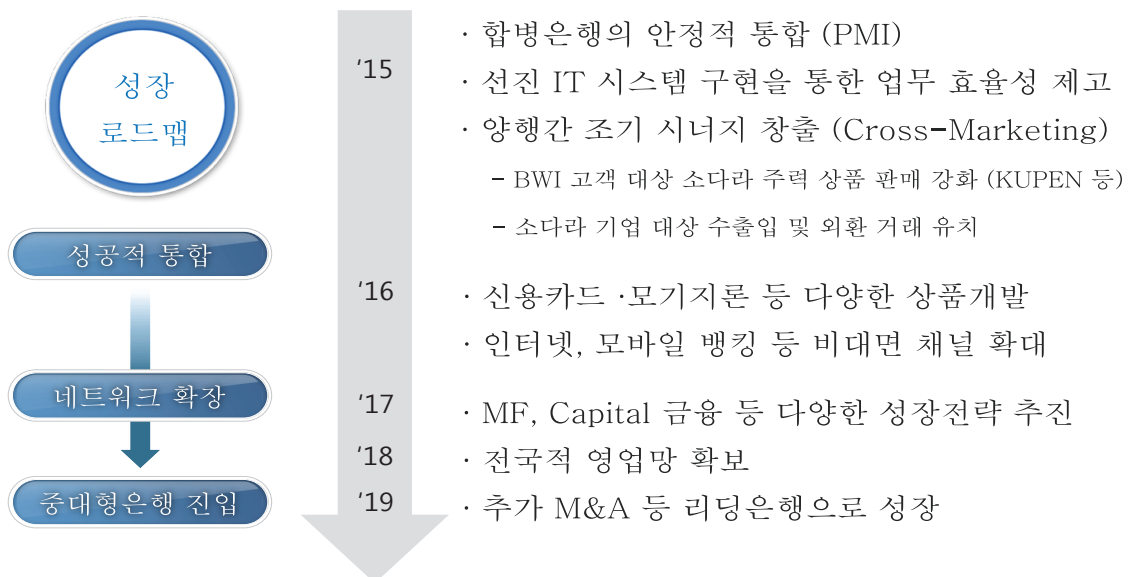 성장
로드맵
성공적 통합
네트워크 확장
중대형은행 진입
'15
· 합병은행의 안정적 통합 (PMI)
· 선진 IT 시스템 구현을 통한 업무 효율성 제고
· 양행간 조기 시너지 창출 (Cross-Marketing)
- BWI 고객 대상 소다라 주력 상품 판매 강화 (KUPEN 등)
- 소다라 기업 대상 수출입 및 외환 거래 유치
'16
· 신용카드 ·모기지론 등 다양한 상품개발
· 인터넷, 모바일 뱅킹 등 비대면 채널 확대
'17
· MF, Capital 금융 등 다양한 성장전략 추진
'18
· 전국적 영업망 확보
'19
· 추가 M&A 등 리딩은행으로 성장